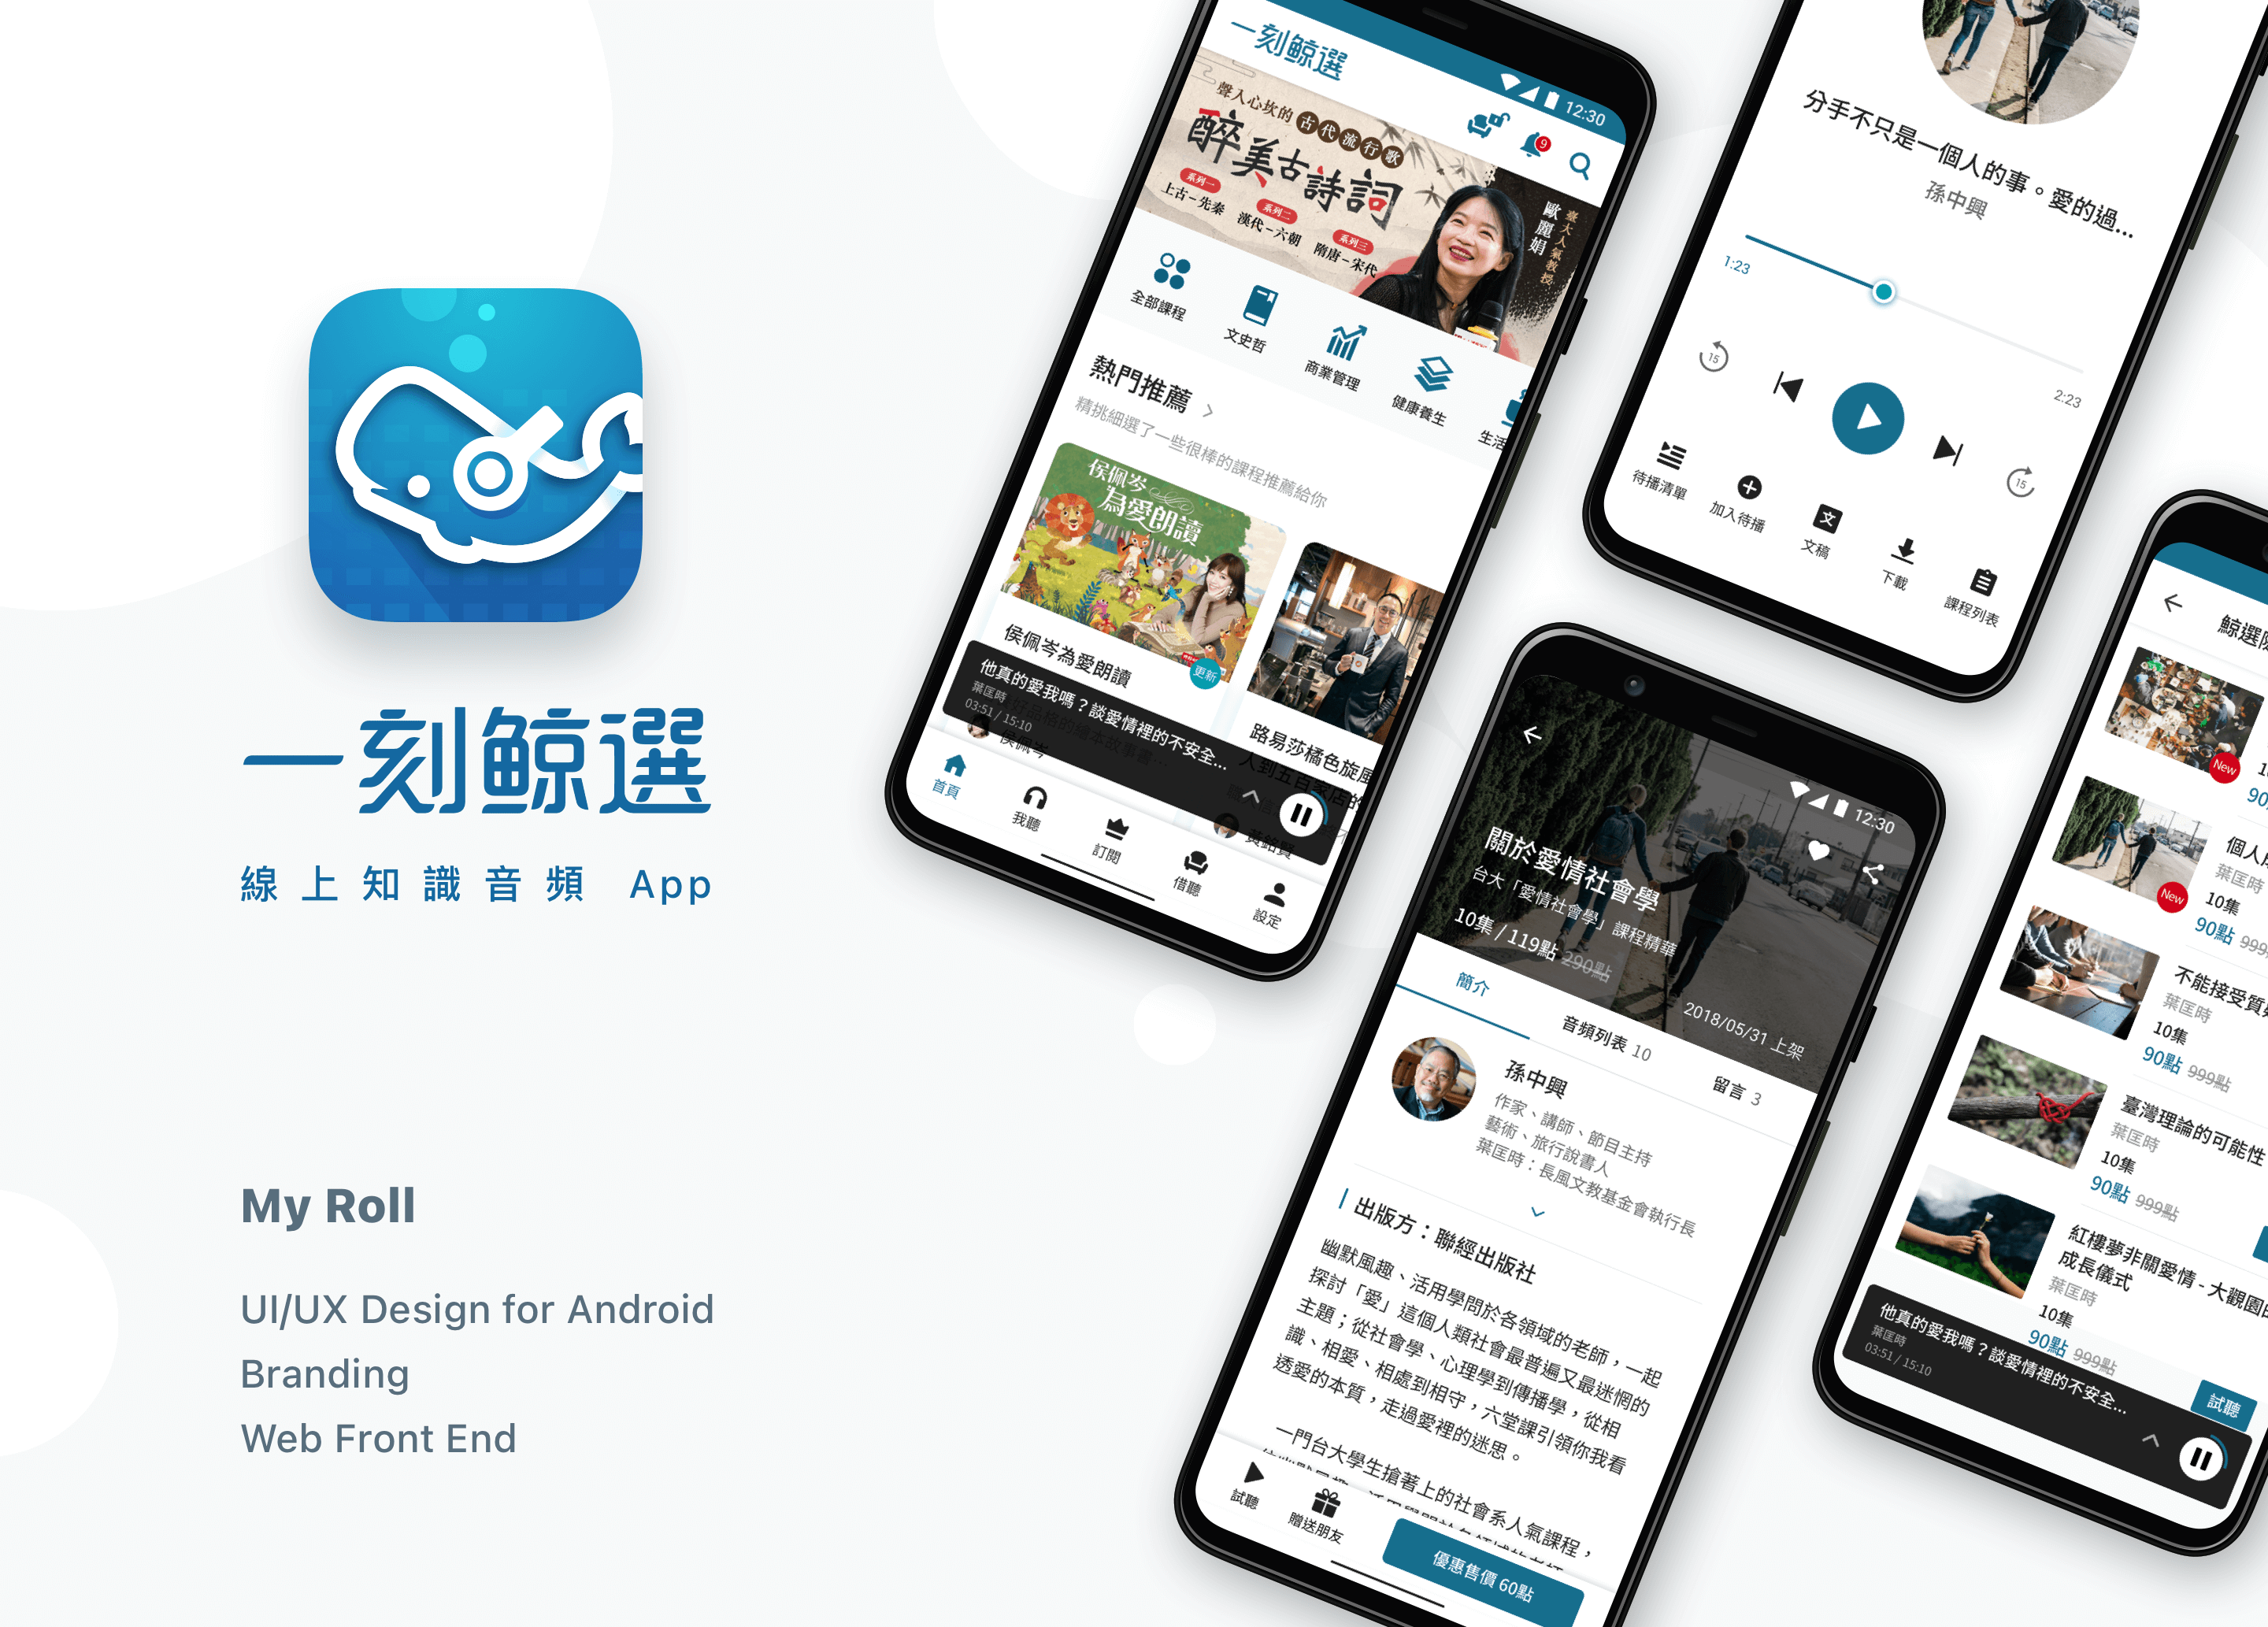 一刻鯨選
線上知識音頻 App
My Roll
UI/UX Design for Android
Branding
Web Front End
12:30
一刻鯨選
9
聲入心坎的 古代流行歌
醉美古詩詞
系列一
上古－先秦
系列二
漢代－六朝
系列三
隋唐－宋代
臺大人氣教授
歐麗娟
全部課程
文史哲
商業管理
健康養生
生活
熱門推薦
精挑細選了一些很棒的課程推薦給你
侯佩岑
為愛朗讀
更新
侯佩岑為愛朗讀
侯佩岑
路易莎橘色旋風
人到五百家店的
黃銘賢
他真的愛我嗎？談愛情裡的不安全...
葉匡時
03:51 / 15:10
首頁
我聽
訂閱
借聽
設定
分手不只是一個人的事。愛的過...
孫中興
1:23
2:23
15
15
待播清單
加入待播
文
文稿
下載
課程列表
12:30
關於愛情社會學
台大「愛情社會學」課程精華
10集 / 119點 290點
2018/05/31 上架
簡介
音頻列表 10
留言 3
孫中興
作家、講師、節目主持
藝術、旅行說書人
葉匡時：長風文教基金會執行長
出版方：聯經出版社
幽默風趣、活用學問於各領域的老師，一起
探討「愛」這個人類社會最普遍又最迷惘的
主題；從社會學、心理學到傳播學，從相
識、相愛、相處到相守，六堂課引領你我看
透愛的本質，走過愛裡的迷思。
一門台大學生搶著上的社會系人氣課程，
試聽
贈送朋友
優惠售價 60點
鯨選
New
New
個人
葉匡時
10集
90點 999
不能接受質
葉匡時
10集
90點 999點
臺灣理論的可能性
葉匡時
10集
90點 999點
紅樓夢非關愛情 - 大觀園
成長儀式
葉匡時
10集
90點 999點
試聽
他真的愛我嗎？談愛情裡的不安全...
葉匡時
03:51 / 15:10